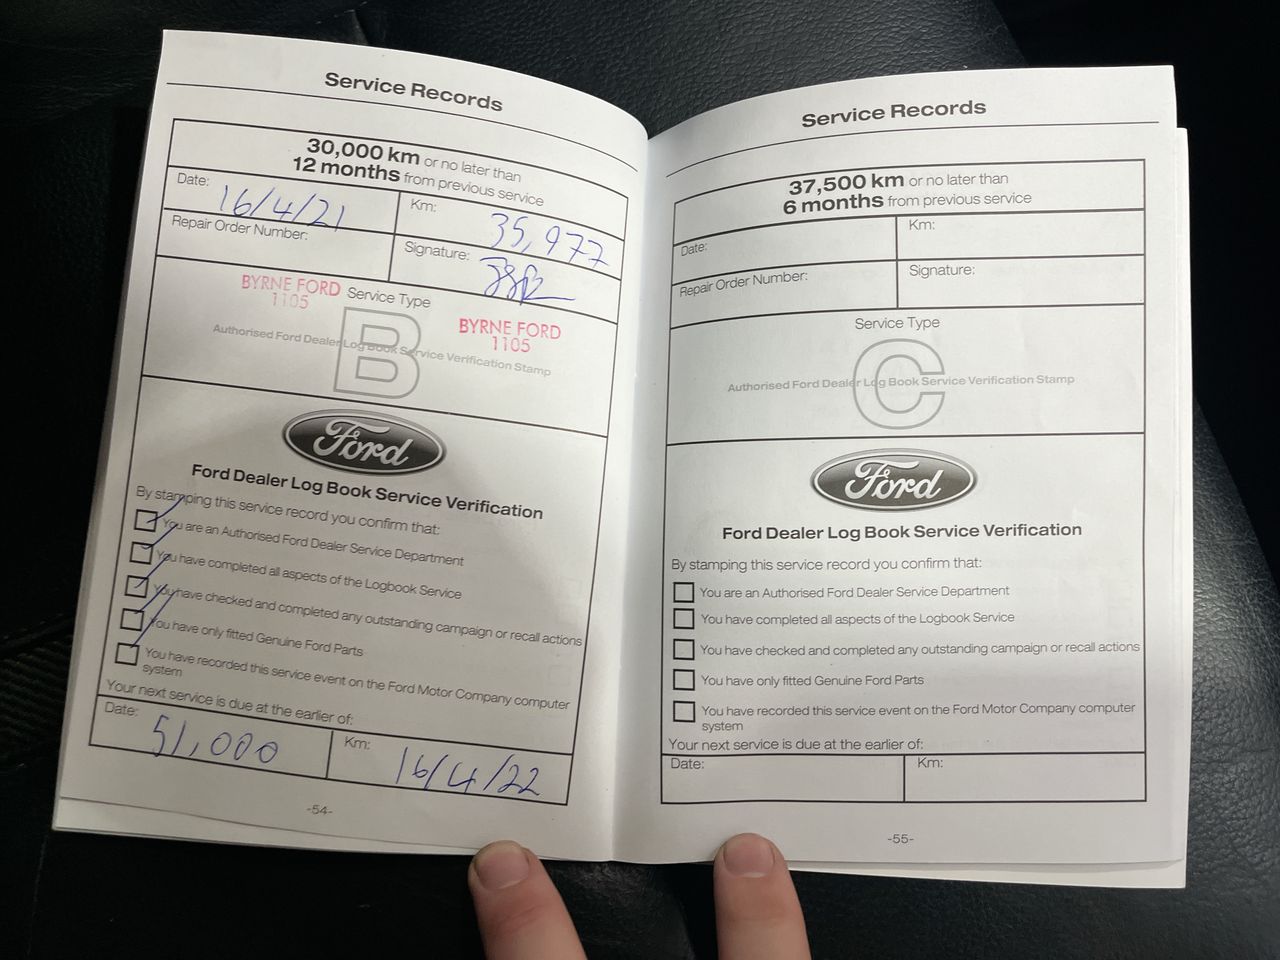 Service Records
30,000 km or no later than
12 months from previous service
Date: 16/4/21
Km: 35,977
Repair Order Number:
Signature:
BYRNE FORD
1105
Service Type
BYRNE FORD
1105
B
Authorised Ford Dealer Log Book Service Verification Stamp
Ford
Ford Dealer Log Book Service Verification
By stamping this service record you confirm that:
You are an Authorised Ford Dealer Service Department
You have completed all aspects of the Logbook Service
You have checked and completed any outstanding campaign or recall actions
You have only fitted Genuine Ford Parts
You have recorded this service event on the Ford Motor Company computer
system
Your next service is due at the earlier of:
Date: 51,000
Km: 16/4/22
-54-
Service Records
37,500 km or no later than
6 months from previous service
Date:
Km:
Repair Order Number:
Signature:
Service Type
C
Authorised Ford Dealer Log Book Service Verification Stamp
Ford
Ford Dealer Log Book Service Verification
By stamping this service record you confirm that:
You are an Authorised Ford Dealer Service Department
You have completed all aspects of the Logbook Service
You have checked and completed any outstanding campaign or recall actions
You have only fitted Genuine Ford Parts
You have recorded this service event on the Ford Motor Company computer
system
Your next service is due at the earlier of:
Date:
Km:
-55-